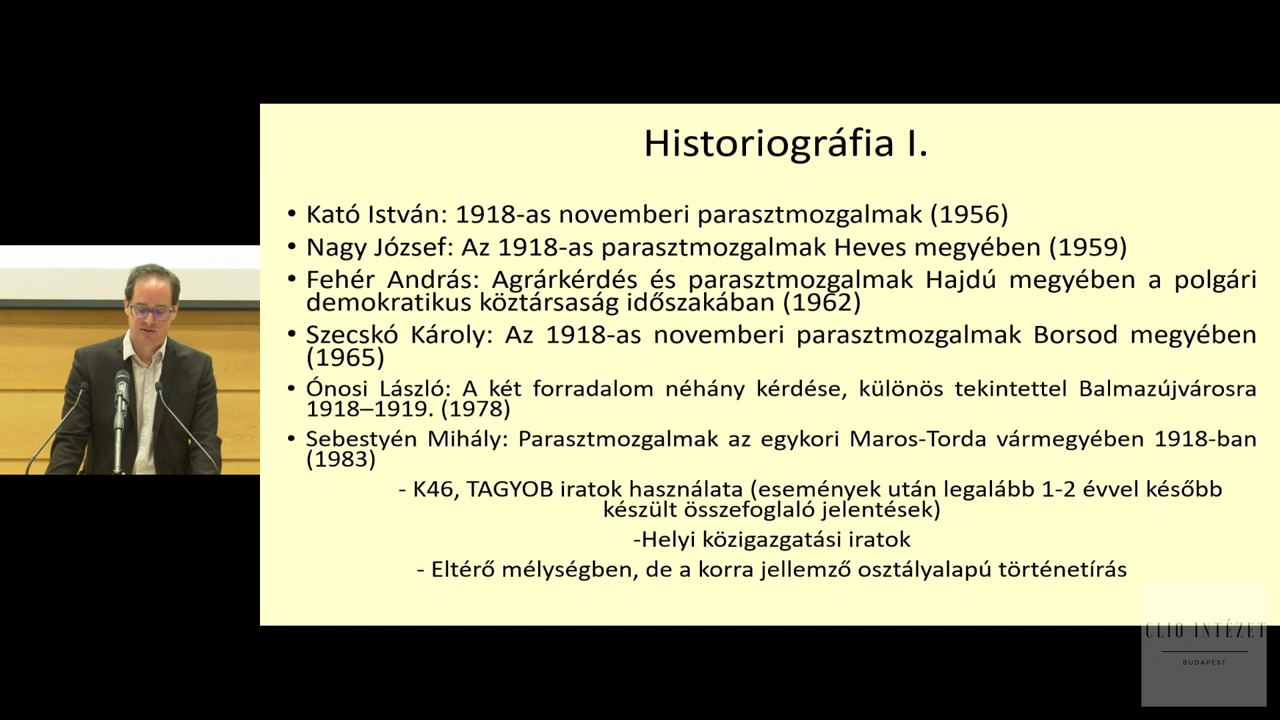 Historiográfia I.
• Kató István: 1918-as novemberi parasztmozgalmak (1956)
• Nagy József: Az 1918-as parasztmozgalmak Heves megyében (1959)
• Fehér András: Agrárkérdés és parasztmozgalmak Hajdú megyében a polgári
demokratikus köztársaság időszakában (1962)
• Szecskó Károly: Az 1918-as novemberi parasztmozgalmak Borsod megyében
(1965)
• Ónosi László: A két forradalom néhány kérdése, különös tekintettel Balmazújvárosra
1918–1919. (1978)
• Sebestyén Mihály: Parasztmozgalmak az egykori Maros-Torda vármegyében 1918-ban
(1983)
- K46, TAGYOB iratok használata (események után legalább 1-2 évvel később
készült összefoglaló jelentések)
-Helyi közigazgatási iratok
- Eltérő mélységben, de a korra jellemző osztályalapú történetírás
CLIO INTÉZET
BUDAPEST